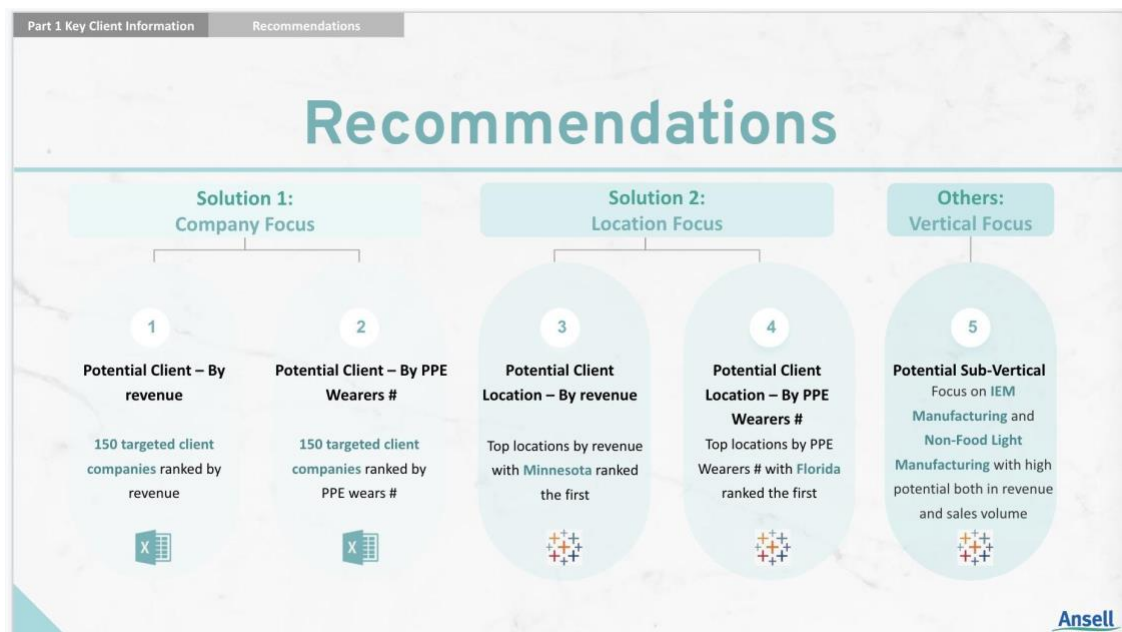 Part 1 Key Client Information
Recommendations
Recommendations
Solution 1:
Company Focus
Solution 2:
Location Focus
Others:
Vertical Focus
1
Potential Client – By
revenue
150 targeted client
companies ranked by
revenue
2
Potential Client – By PPE
Wearers #
150 targeted client
companies ranked by
PPE wears #
3
Potential Client
Location – By revenue
Top locations by revenue
with Minnesota ranked
the first
4
Potential Client
Location – By PPE
Wearers #
Top locations by PPE
Wearers # with Florida
ranked the first
5
Potential Sub-Vertical
Focus on IEM
Manufacturing and
Non-Food Light
Manufacturing with high
potential both in revenue
and sales volume
X
X
Ansell